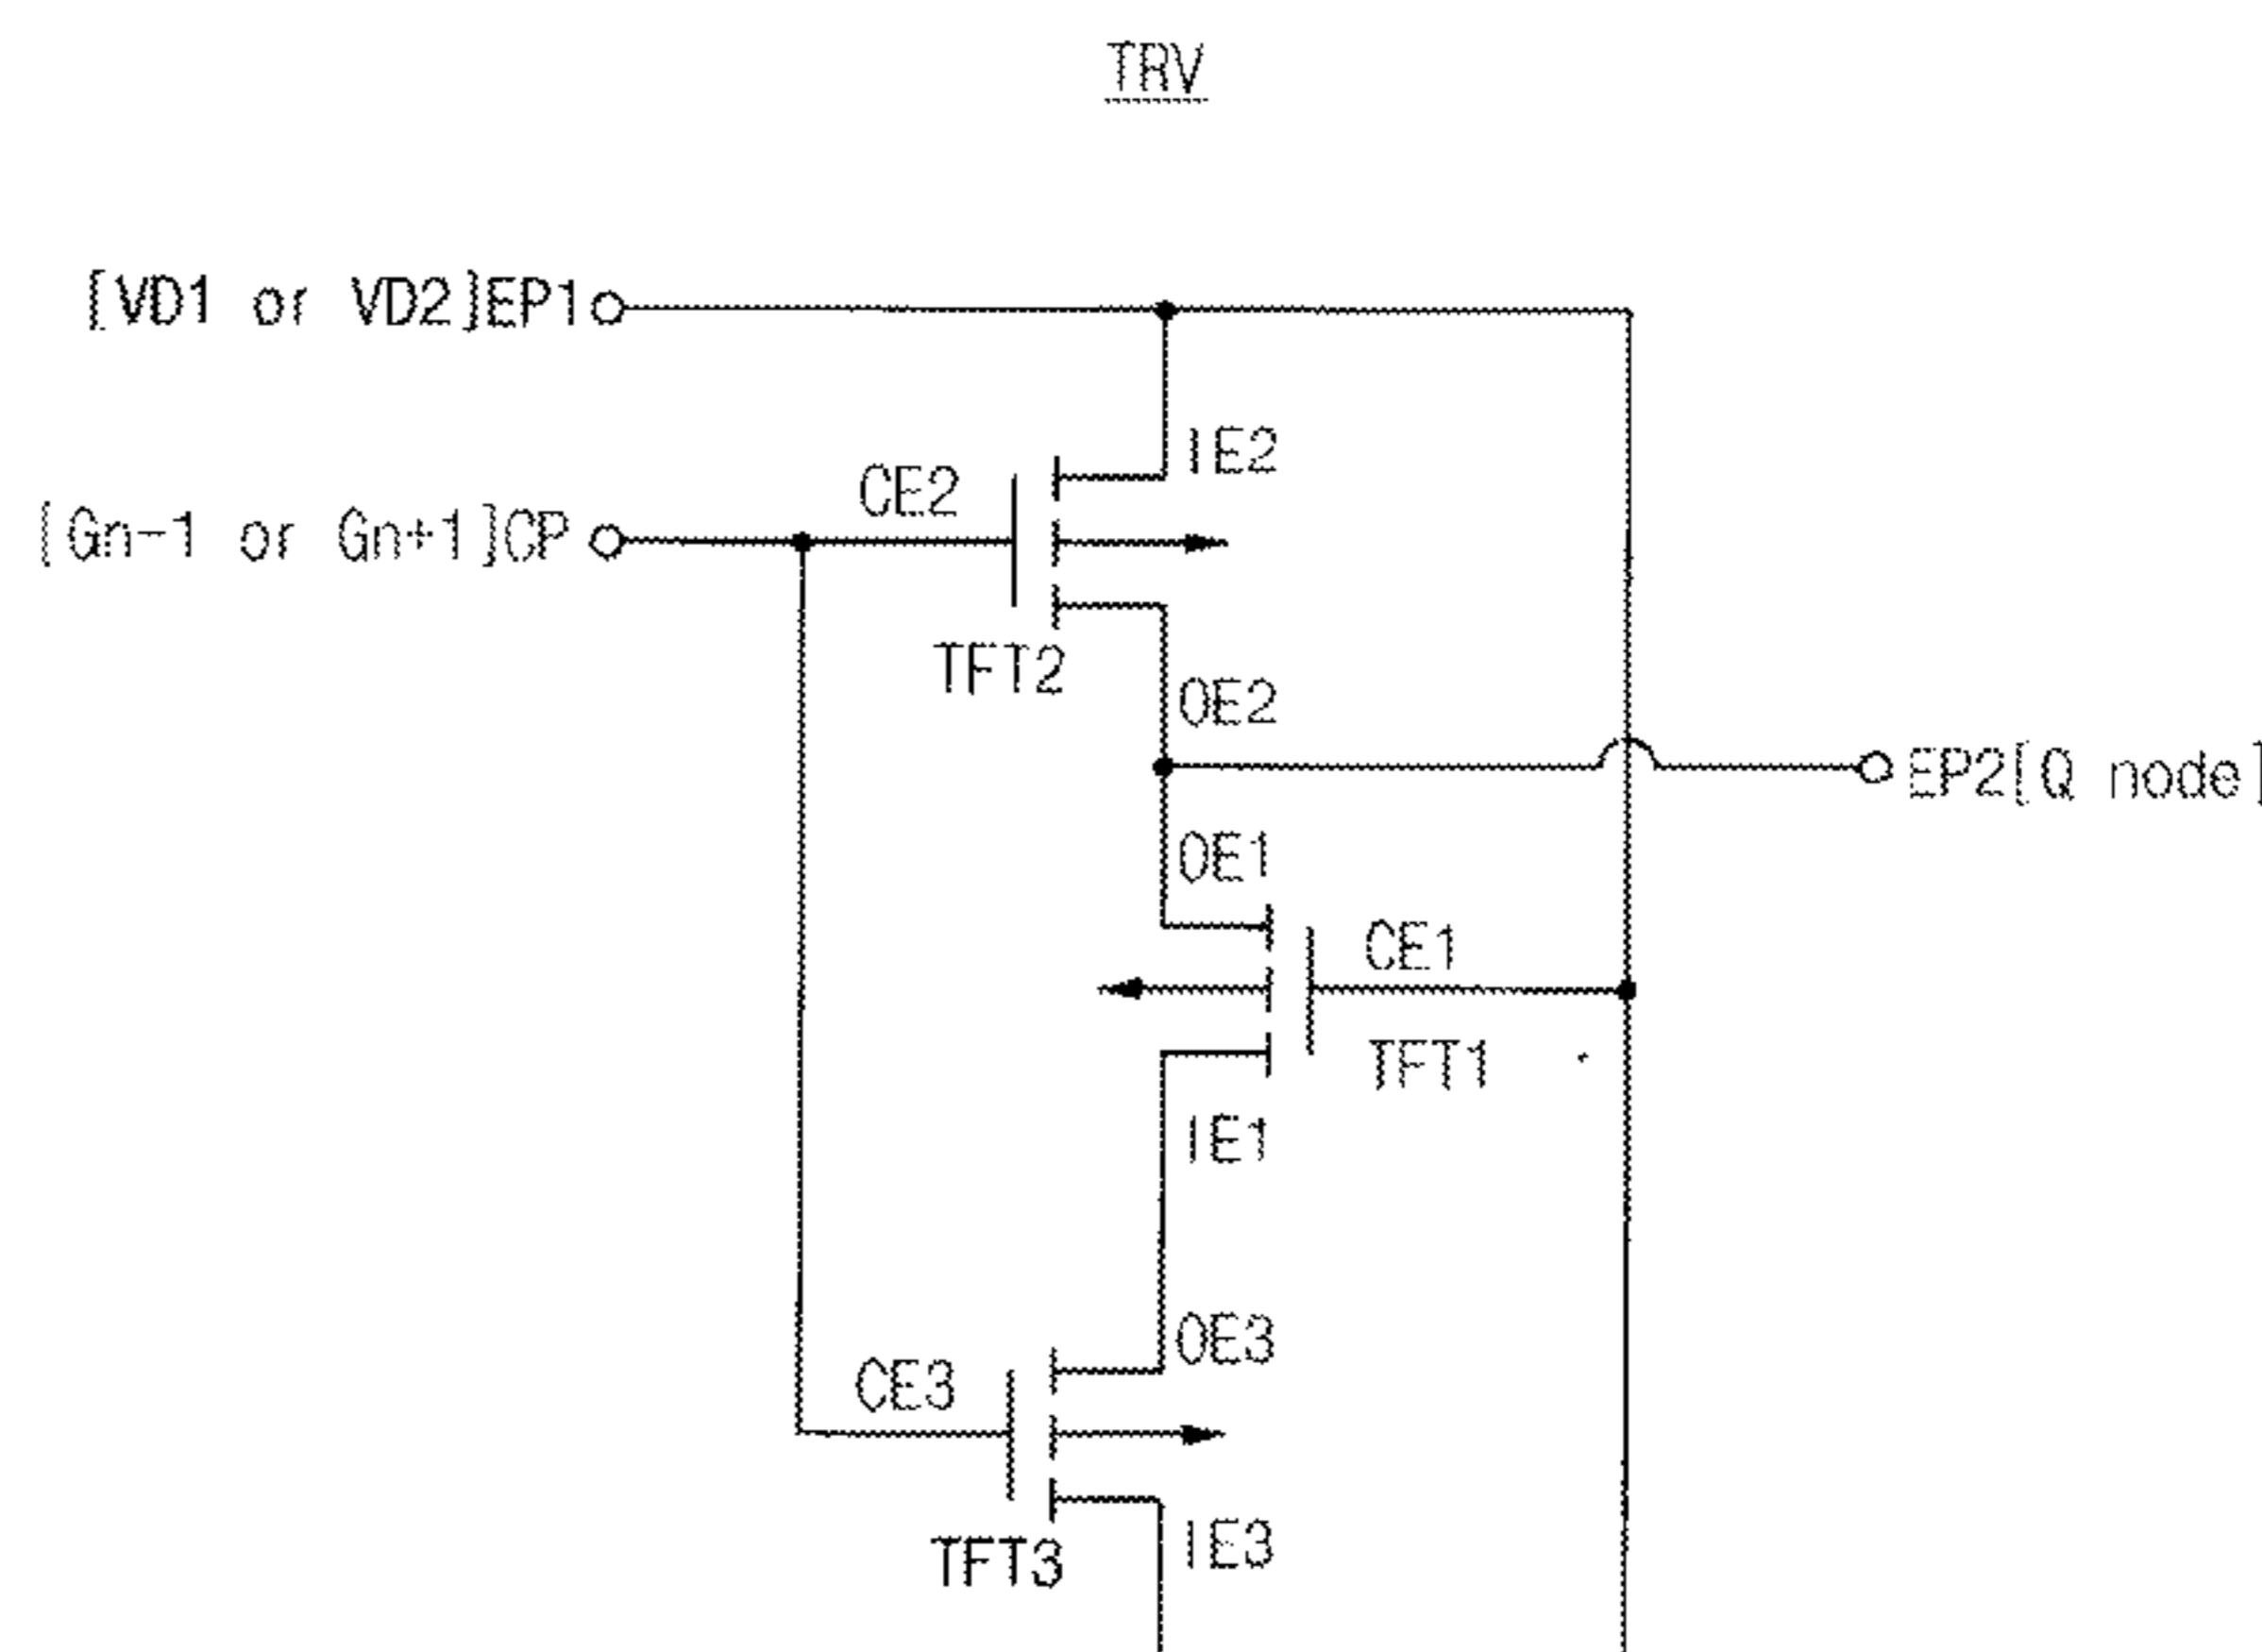 TRV
[VD1 or VD2]EP1
IE2
CE2
[Gn-1 or Gn+1]CP
TFT2
OE2
EP2[Q node]
OE1
CE1
TFT1
IE1
OE3
CE3
IE3
TFT3